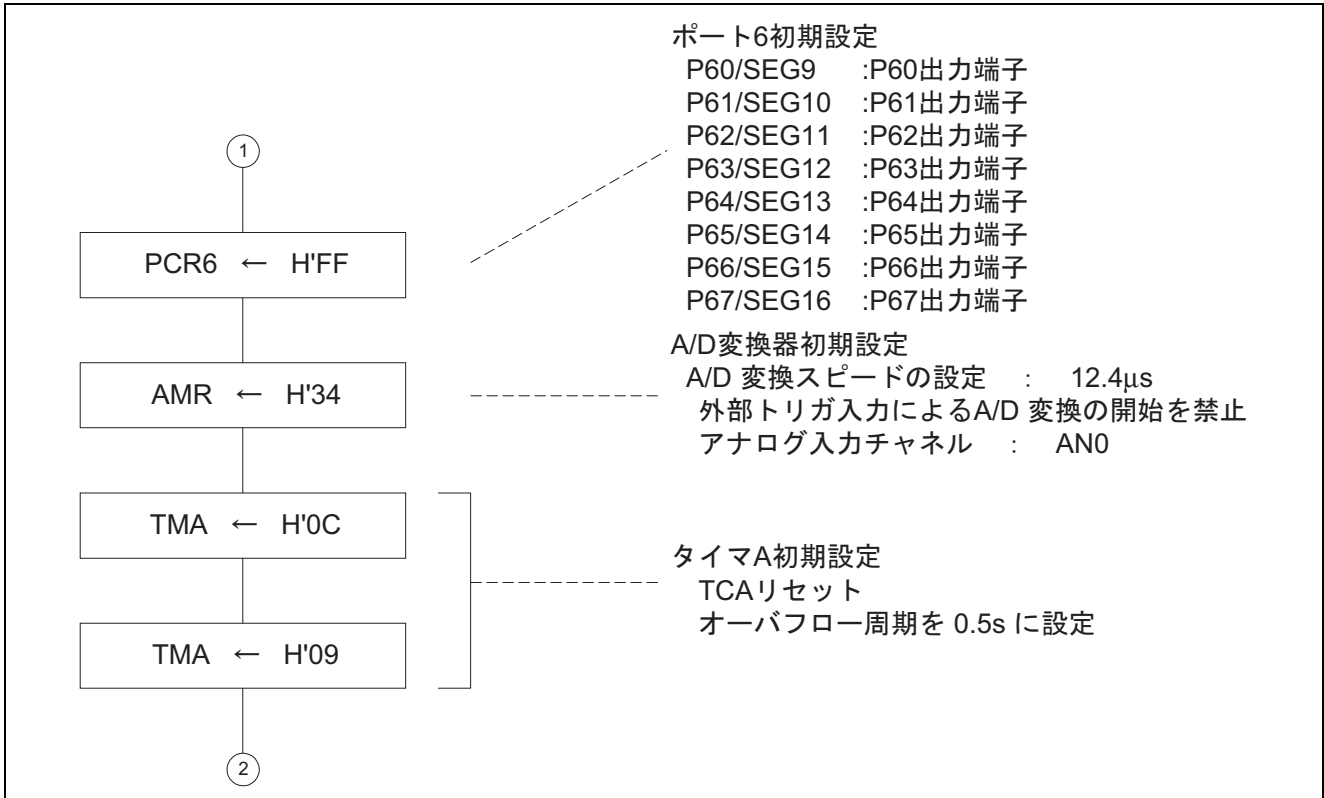 ポート6初期設定
P60/SEG9 :P60出力端子
P61/SEG10 :P61出力端子
P62/SEG11 :P62出力端子
P63/SEG12 :P63出力端子
P64/SEG13 :P64出力端子
P65/SEG14 :P65出力端子
P66/SEG15 :P66出力端子
P67/SEG16 :P67出力端子
1
PCR6 ← H'FF
A/D変換器初期設定
A/D 変換スピードの設定 : 12.4μs
外部トリガ入力によるA/D 変換の開始を禁止
アナログ入力チャネル : AN0
AMR ← H'34
TMA ← H'0C
タイマA初期設定
TCAリセット
オーバフロー周期を 0.5s に設定
TMA ← H'09
2